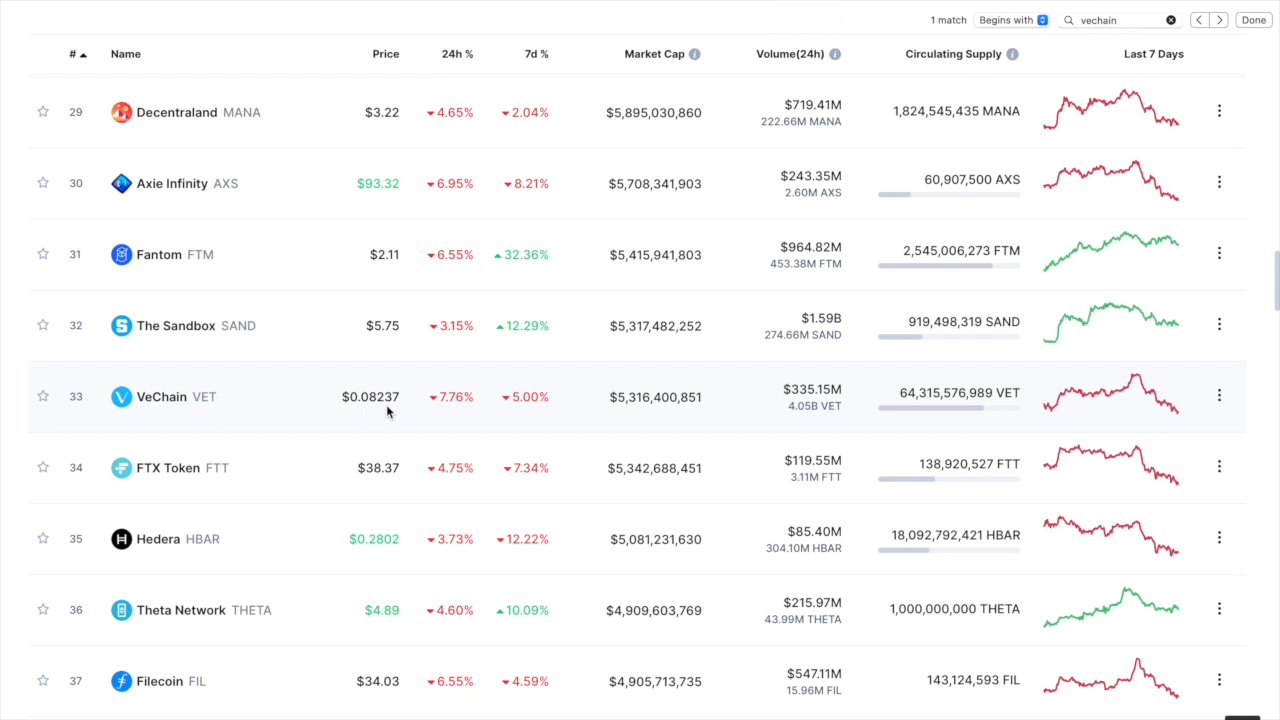 1 match Begins with vechain Done
# Name Price 24h % 7d % Market Cap Volume(24h) Circulating Supply Last 7 Days
29 Decentraland MANA $3.22 4.65% 2.04% $5,895,030,860 $719.41M 1,824,545,435 MANA
222.66M MANA
30 Axie Infinity AXS $93.32 6.95% 8.21% $5,708,341,903 $243.35M 60,907,500 AXS
2.60M AXS
31 Fantom FTM $2.11 6.55% 32.36% $5,415,941,803 $964.82M 2,545,006,273 FTM
453.38M FTM
32 The Sandbox SAND $5.75 3.15% 12.29% $5,317,482,252 $1.59B 919,498,319 SAND
274.66M SAND
33 VeChain VET $0.08237 7.76% 5.00% $5,316,400,851 $335.15M 64,315,576,989 VET
4.05B VET
34 FTX Token FTT $38.37 4.75% 7.34% $5,342,688,451 $119.55M 138,920,527 FTT
3.11M FTT
35 Hedera HBAR $0.2802 3.73% 12.22% $5,081,231,630 $85.40M 18,092,792,421 HBAR
304.10M HBAR
36 Theta Network THETA $4.89 4.60% 10.09% $4,909,603,769 $215.97M 1,000,000,000 THETA
43.99M THETA
37 Filecoin FIL $34.03 6.55% 4.59% $4,905,713,735 $547.11M 143,124,593 FIL
15.96M FIL